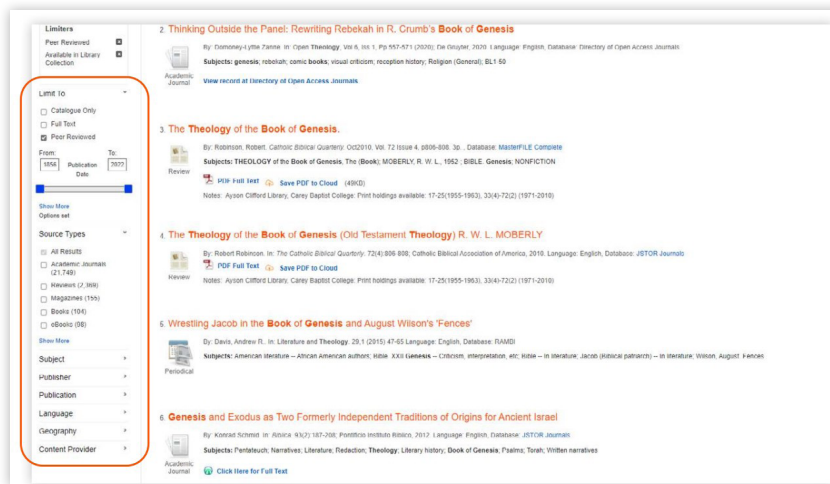 Limiters
Peer Reviewed
Available in Library
Collection
Limit To
Catalogue Only
Full Text
Peer Reviewed
From:
To:
1856
Publication
Date
2022
Show More
Options set
Source Types
All Results
Academic Journals
(21,749)
Reviews (2,369)
Magazines (155)
Books (104)
eBooks (98)
Show More
Subject
Publisher
Publication
Language
Geography
Content Provider
2. Thinking Outside the Panel: Rewriting Rebekah in R. Crumb's Book of Genesis
By: Domoney-Lyttle Zanne. In: Open Theology, Vol 6, Iss 1, Pp 557-571 (2020); De Gruyter, 2020. Language: English, Database: Directory of Open Access Journals
Subjects: genesis; rebekah; comic books; visual criticism; reception history; Religion (General); BL1-50
Academic
Journal
View record at Directory of Open Access Journals
3. The Theology of the Book of Genesis.
By: Robinson, Robert. Catholic Biblical Quarterly. Oct2010, Vol. 72 Issue 4, p806-808. 3p. , Database: MasterFILE Complete
Subjects: THEOLOGY of the Book of Genesis, The (Book); MOBERLY, R. W. L., 1952-; BIBLE. Genesis; NONFICTION
Review
PDF Full Text
Save PDF to Cloud (49KD)
Notes: Ayson Clifford Library, Carey Baptist College: Print holdings available: 17-25(1955-1963), 33(4)-72(2) (1971-2010)
4. The Theology of the Book of Genesis (Old Testament Theology) R. W. L. MOBERLY
By: Robert Robinson. In: The Catholic Biblical Quarterly. 72(4):806-808; Catholic Biblical Association of America, 2010. Language: English, Database: JSTOR Journals
Review
PDF Full Text
Save PDF to Cloud
Notes: Ayson Clifford Library, Carey Baptist College: Print holdings available: 17-25(1955-1963), 33(4)-72(2) (1971-2010)
5. Wrestling Jacob in the Book of Genesis and August Wilson's 'Fences'
By: Davis, Andrew R.. In: Literature and Theology. 29,1 (2015) 47-65 Language: English, Database: RAMBI
Subjects: American literature -- African American authors; Bible. XXII Genesis -- Criticism, interpretation, etc; Bible -- In literature; Jacob (Biblical patriarch) -- In literature; Wilson, August. Fences
Periodical
6. Genesis and Exodus as Two Formerly Independent Traditions of Origins for Ancient Israel
By: Konrad Schmid. In: Biblica. 93(2):187-208; Pontificio Instituto Biblico, 2012. Language: English, Database: JSTOR Journals
Subjects: Pentateuch; Narratives; Literature; Redaction; Theology; Literary history; Book of Genesis; Psalms; Torah; Written narratives
Academic
Journal
Click Here for Full Text